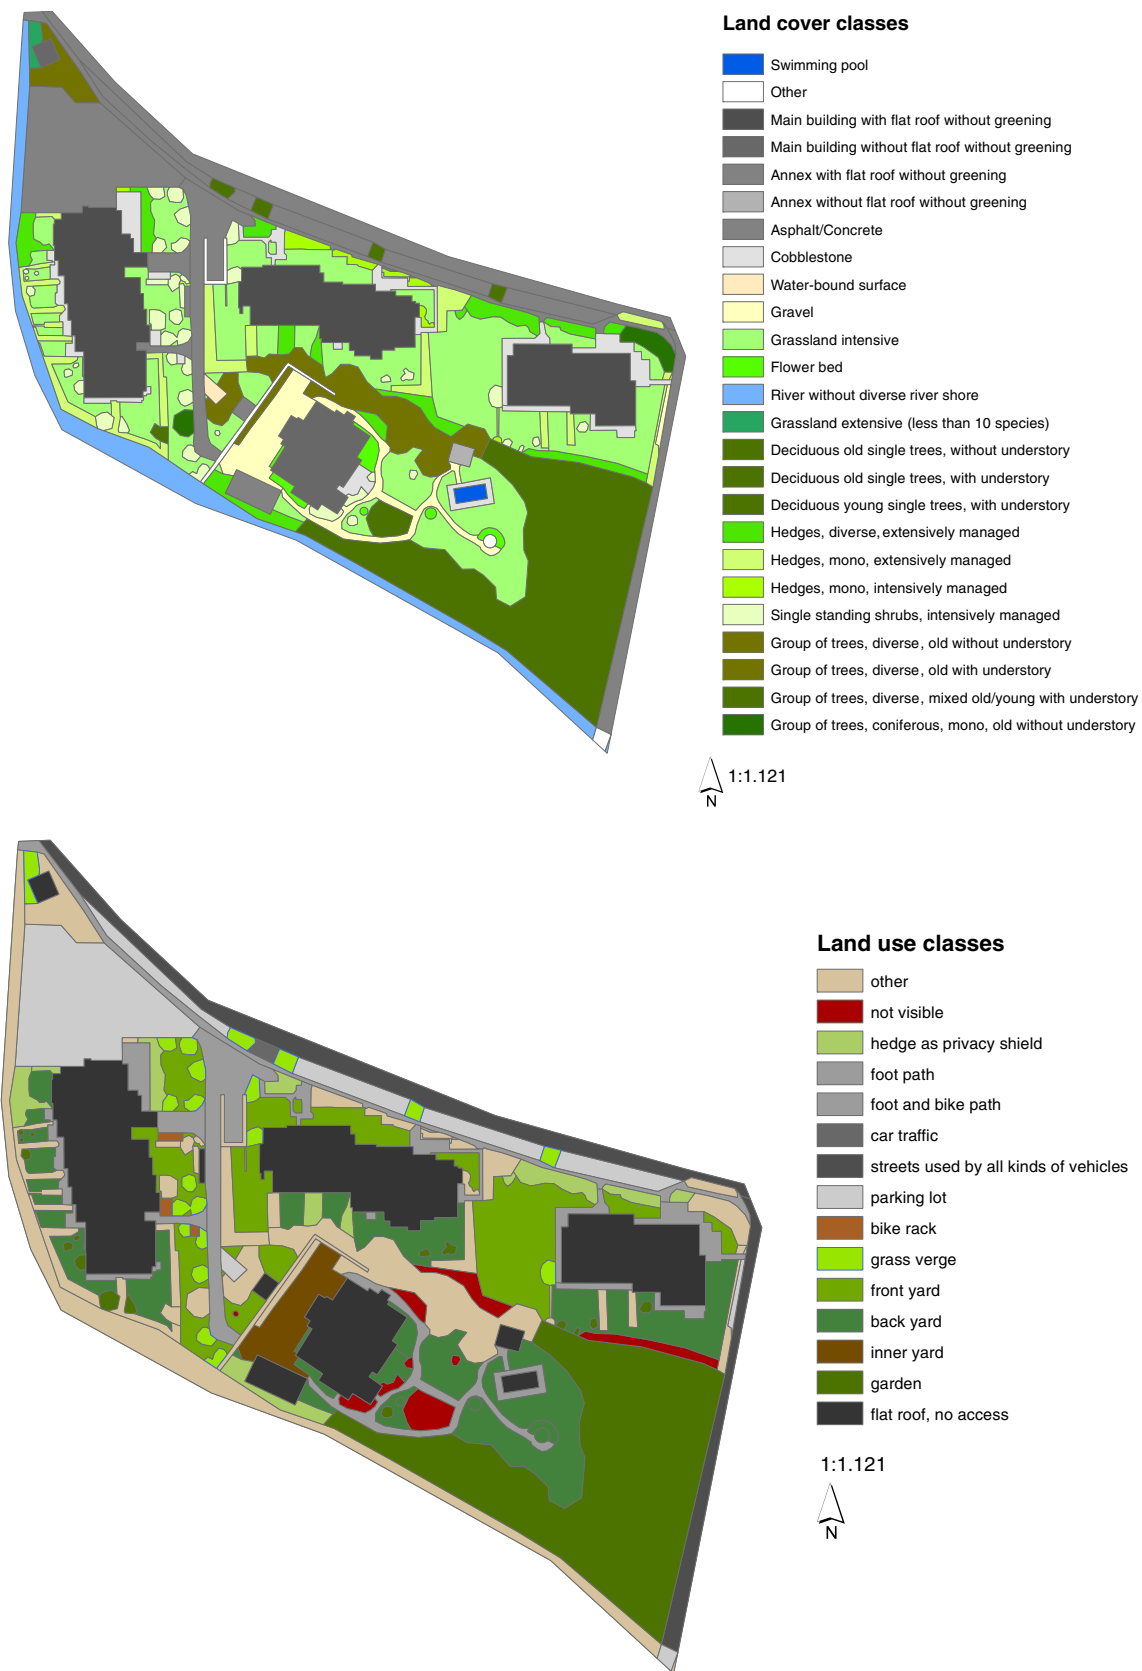 Land cover classes
Swimming pool
Other
Main building with flat roof without greening
Main building without flat roof without greening
Annex with flat roof without greening
Annex without flat roof without greening
Asphalt/Concrete
Cobblestone
Water-bound surface
Gravel
Grassland intensive
Flower bed
River without diverse river shore
Grassland extensive (less than 10 species)
Deciduous old single trees, without understory
Deciduous old single trees, with understory
Deciduous young single trees, with understory
Hedges, diverse, extensively managed
Hedges, mono, extensively managed
Hedges, mono, intensively managed
Single standing shrubs, intensively managed
Group of trees, diverse, old without understory
Group of trees, diverse, old with understory
Group of trees, diverse, mixed old/young with understory
Group of trees, coniferous, mono, old without understory
1:1.121
N
Land use classes
other
not visible
hedge as privacy shield
foot path
foot and bike path
car traffic
streets used by all kinds of vehicles
parking lot
bike rack
grass verge
front yard
back yard
inner yard
garden
flat roof, no access
1:1.121
N